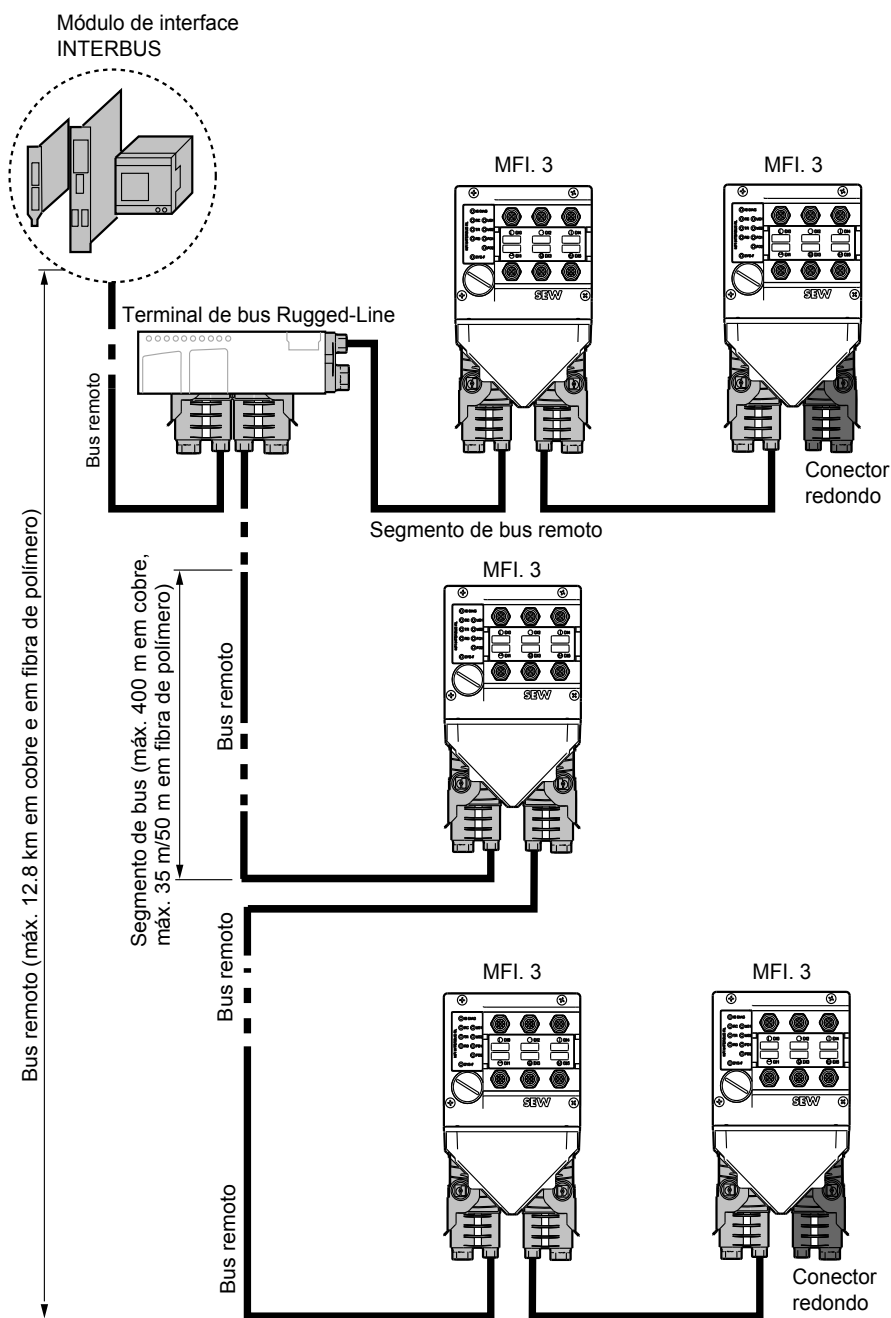 Módulo de interface
INTERBUS
MFI. 3
MFI. 3
SEW
SEW
Terminal de bus Rugged-Line
Bus remoto
Conector
redondo
Segmento de bus remoto
MFI. 3
SEW
Bus remoto (máx. 12.8 km em cobre e em fibra de polímero)
Segmento de bus (máx. 400 m em cobre,
máx. 35 m/50 m em fibra de polímero)
Bus remoto
Bus remoto
MFI. 3
MFI. 3
SEW
SEW
Bus remoto
Conector
redondo